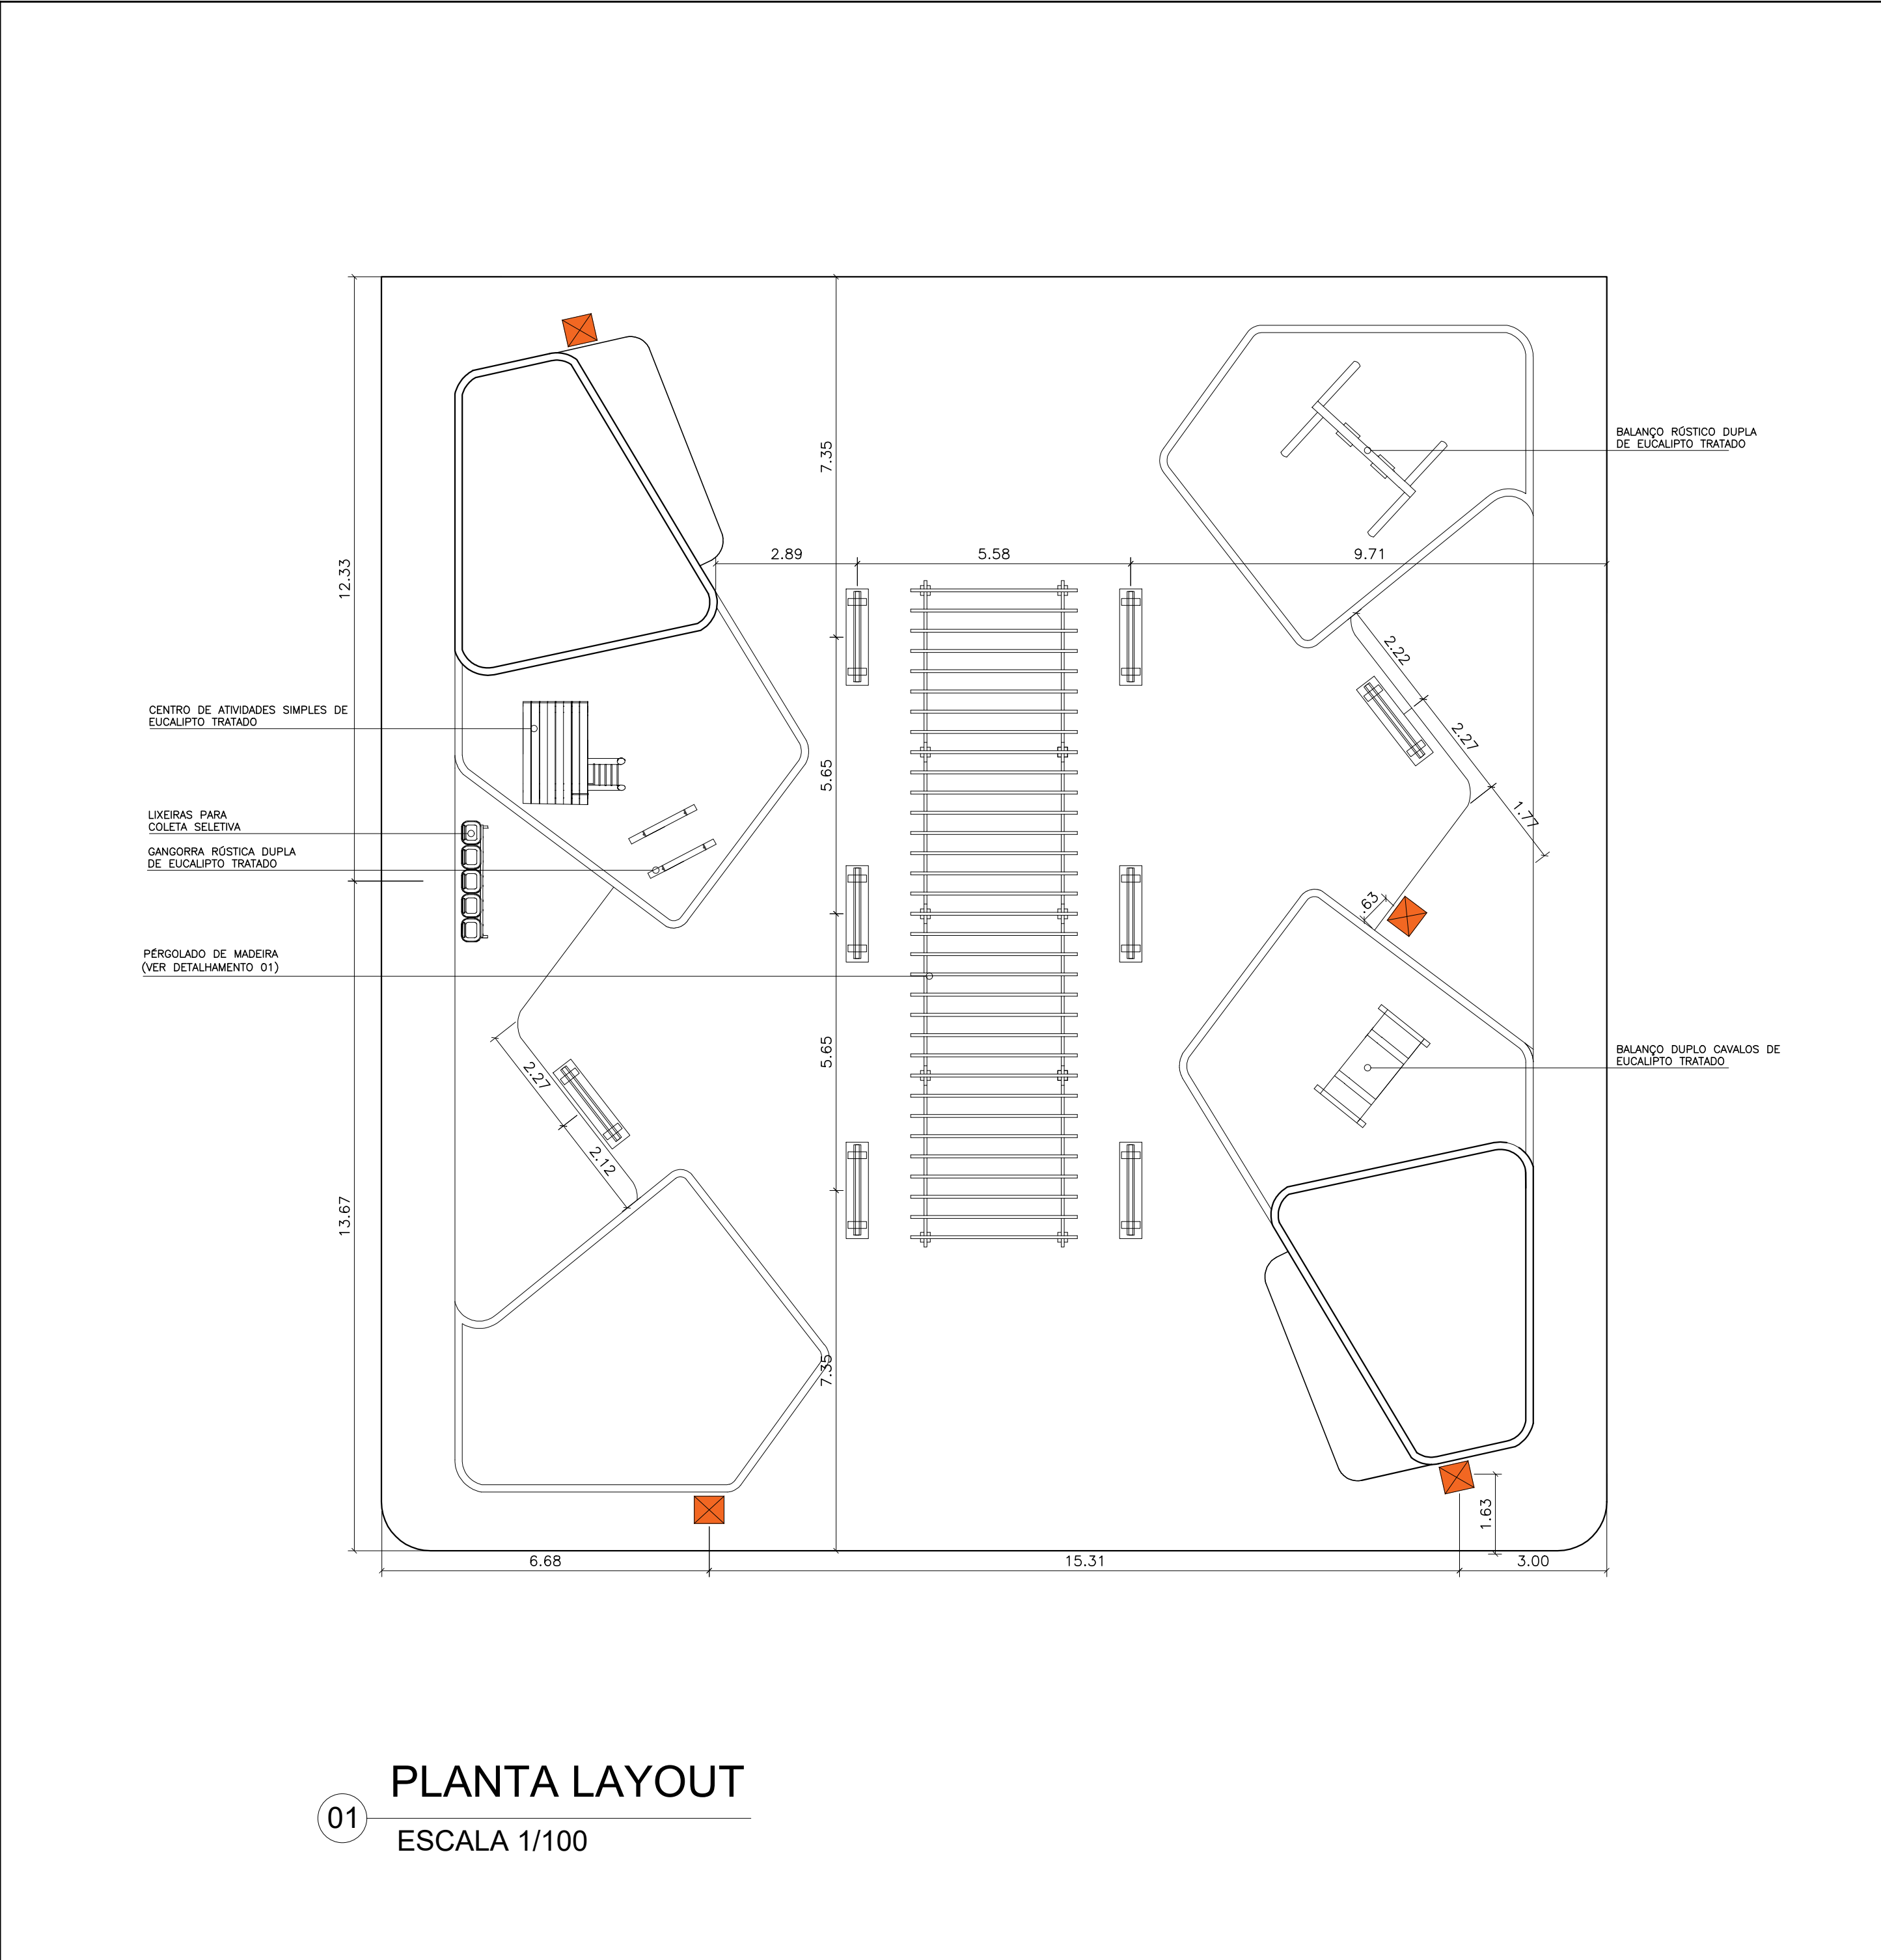 BALANÇO RÚSTICO DUPLA
DE EUCALIPTO TRATADO
7.35
2.89
5.58
9.71
12.33
2.22
CENTRO DE ATIVIDADES SIMPLES DE
EUCALIPTO TRATADO
2.27
5.65
LIXEIRAS PARA
COLETA SELETIVA
1.77
GANGORRA RÚSTICA DUPLA
DE EUCALIPTO TRATADO
.63
PÉRGOLADO DE MADEIRA
(VER DETALHAMENTO 01)
BALANÇO DUPLO CAVALOS DE
EUCALIPTO TRATADO
5.65
2.27
2.12
13.67
7.35
1.63
6.68
15.31
3.00
PLANTA LAYOUT
01
ESCALA 1/100